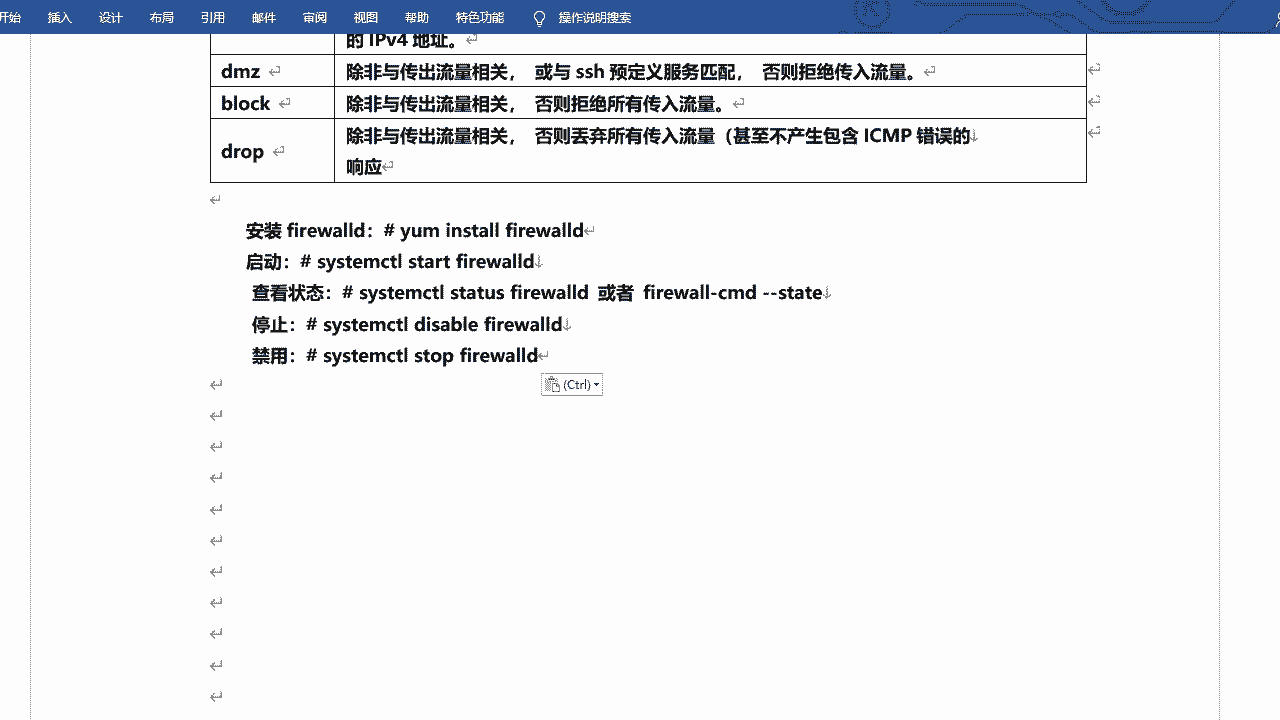 开始 插入 设计 布局 引用 邮件 审阅 视图 帮助 特色功能 操作说明搜索
的 IPv4 地址。
dmz 除非与传出流量相关， 或与 ssh 预定义服务匹配， 否则拒绝传入流量。
block 除非与传出流量相关， 否则拒绝所有传入流量。
drop 除非与传出流量相关， 否则丢弃所有传入流量（甚至不产生包含 ICMP 错误的
响应
安装 firewalld：# yum install firewalld
启动：# systemctl start firewalld
查看状态：# systemctl status firewalld 或者 firewall-cmd --state
停止：# systemctl disable firewalld
禁用：# systemctl stop firewalld
(Ctrl)